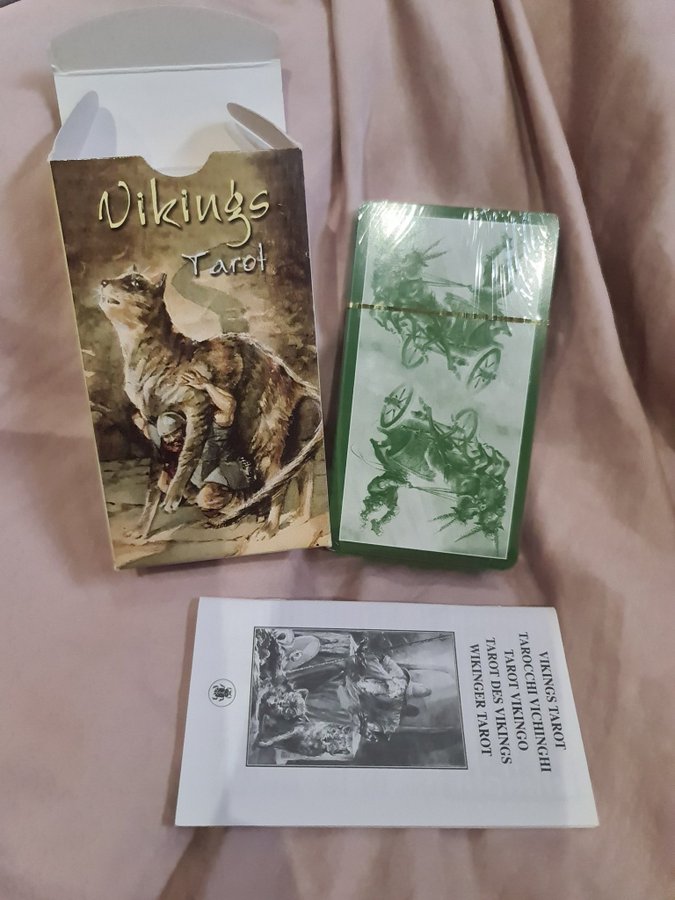 Vikings
Tarot
VIKINGS TAROT
TAROCCHI VICHINGHI
TAROT VIKINGO
TAROT DES VIKINGS
WIKINGER TAROT